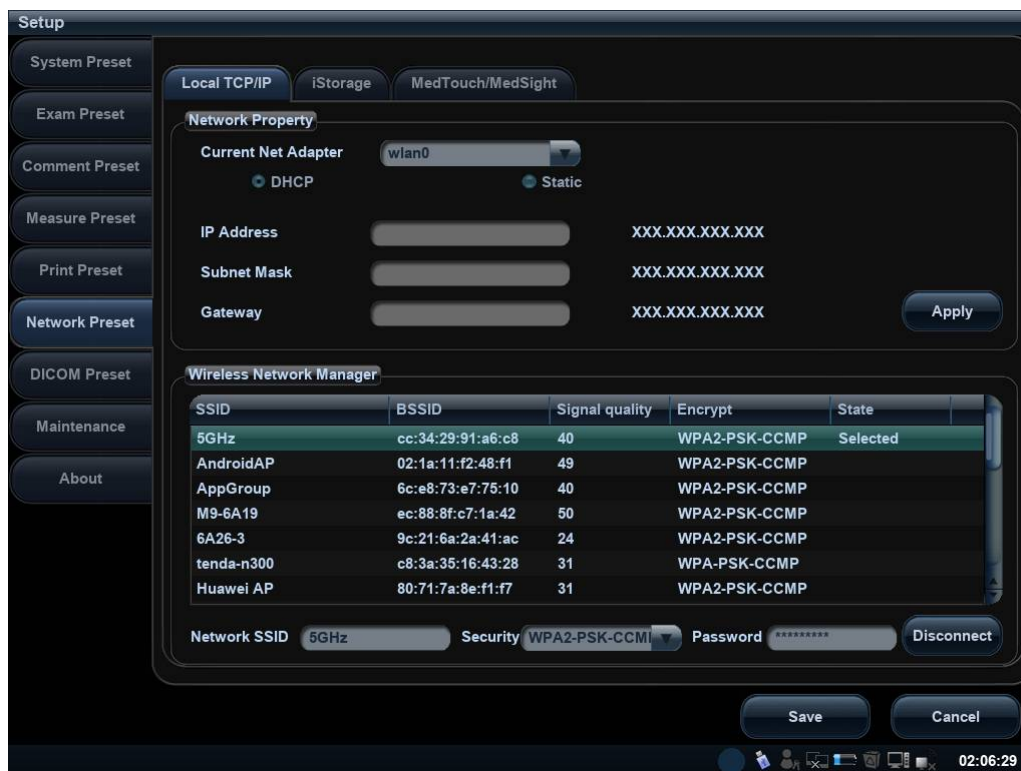 Setup
System Preset
Exam Preset
Comment Preset
Measure Preset
Print Preset
Network Preset
DICOM Preset
Maintenance
About
Local TCP/IP iStorage MedTouch/MedSight
Network Property
Current Net Adapter wlan0
DHCP Static
IP Address XXX.XXX.XXX.XXX
Subnet Mask XXX.XXX.XXX.XXX
Gateway XXX.XXX.XXX.XXX Apply
Wireless Network Manager
SSID BSSID Signal quality Encrypt State
5GHz cc:34:29:91:a6:c8 40 WPA2-PSK-CCMP Selected
AndroidAP 02:1a:11:f2:48:f1 49 WPA2-PSK-CCMP
AppGroup 6c:e8:73:e7:75:10 40 WPA2-PSK-CCMP
M9-6A19 ec:88:8f:c7:1a:42 50 WPA2-PSK-CCMP
6A26-3 9c:21:6a:2a:41:ac 24 WPA2-PSK-CCMP
tenda-n300 c8:3a:35:16:43:28 31 WPA-PSK-CCMP
Huawei AP 80:71:7a:8e:f1:f7 31 WPA2-PSK-CCMP
Network SSID 5GHz Security WPA2-PSK-CCM Password ********* Disconnect
Save Cancel
02:06:29